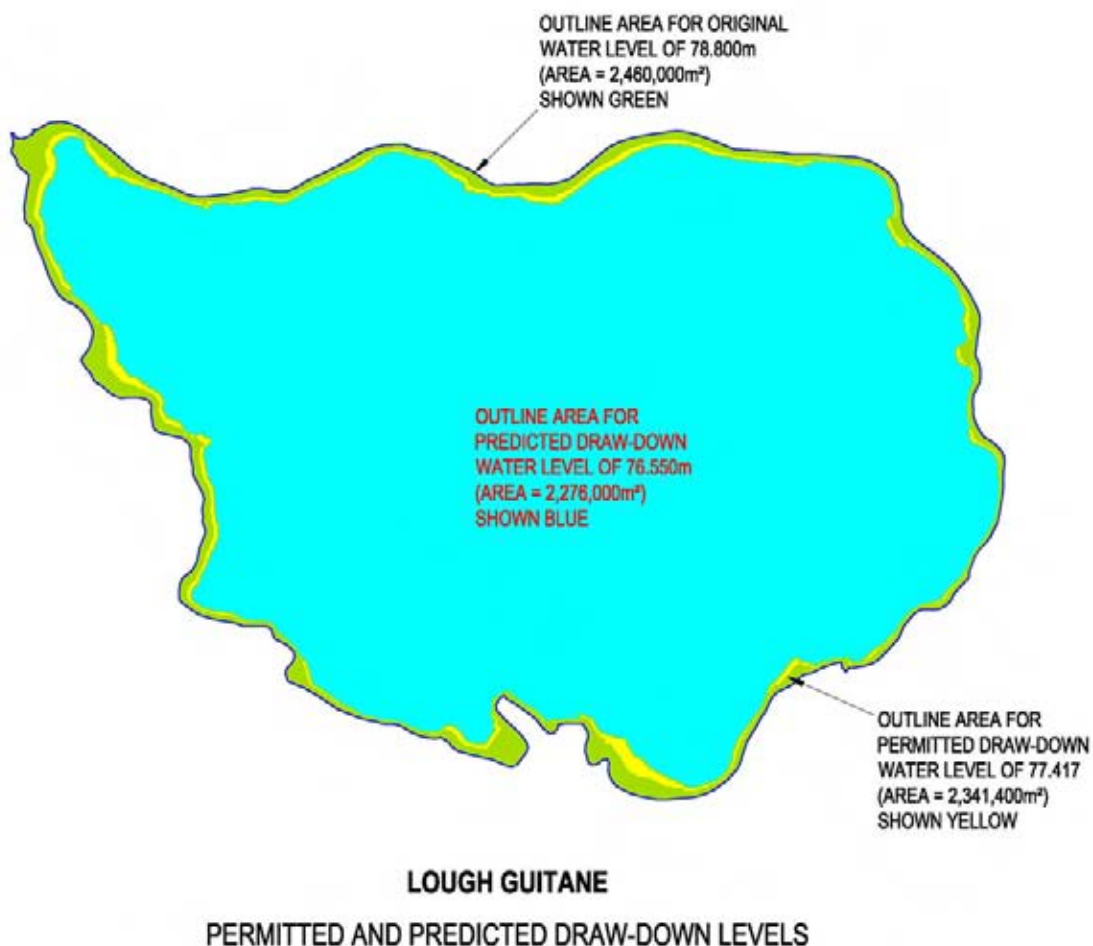 OUTLINE AREA FOR ORIGINAL
WATER LEVEL OF 78.800m
(AREA = 2,460,000m²)
SHOWN GREEN
OUTLINE AREA FOR
PREDICTED DRAW-DOWN
WATER LEVEL OF 76.550m
(AREA = 2,276,000m²)
SHOWN BLUE
OUTLINE AREA FOR
PERMITTED DRAW-DOWN
WATER LEVEL OF 77.417
(AREA = 2,341,400m²)
SHOWN YELLOW
LOUGH GUITANE
PERMITTED AND PREDICTED DRAW-DOWN LEVELS